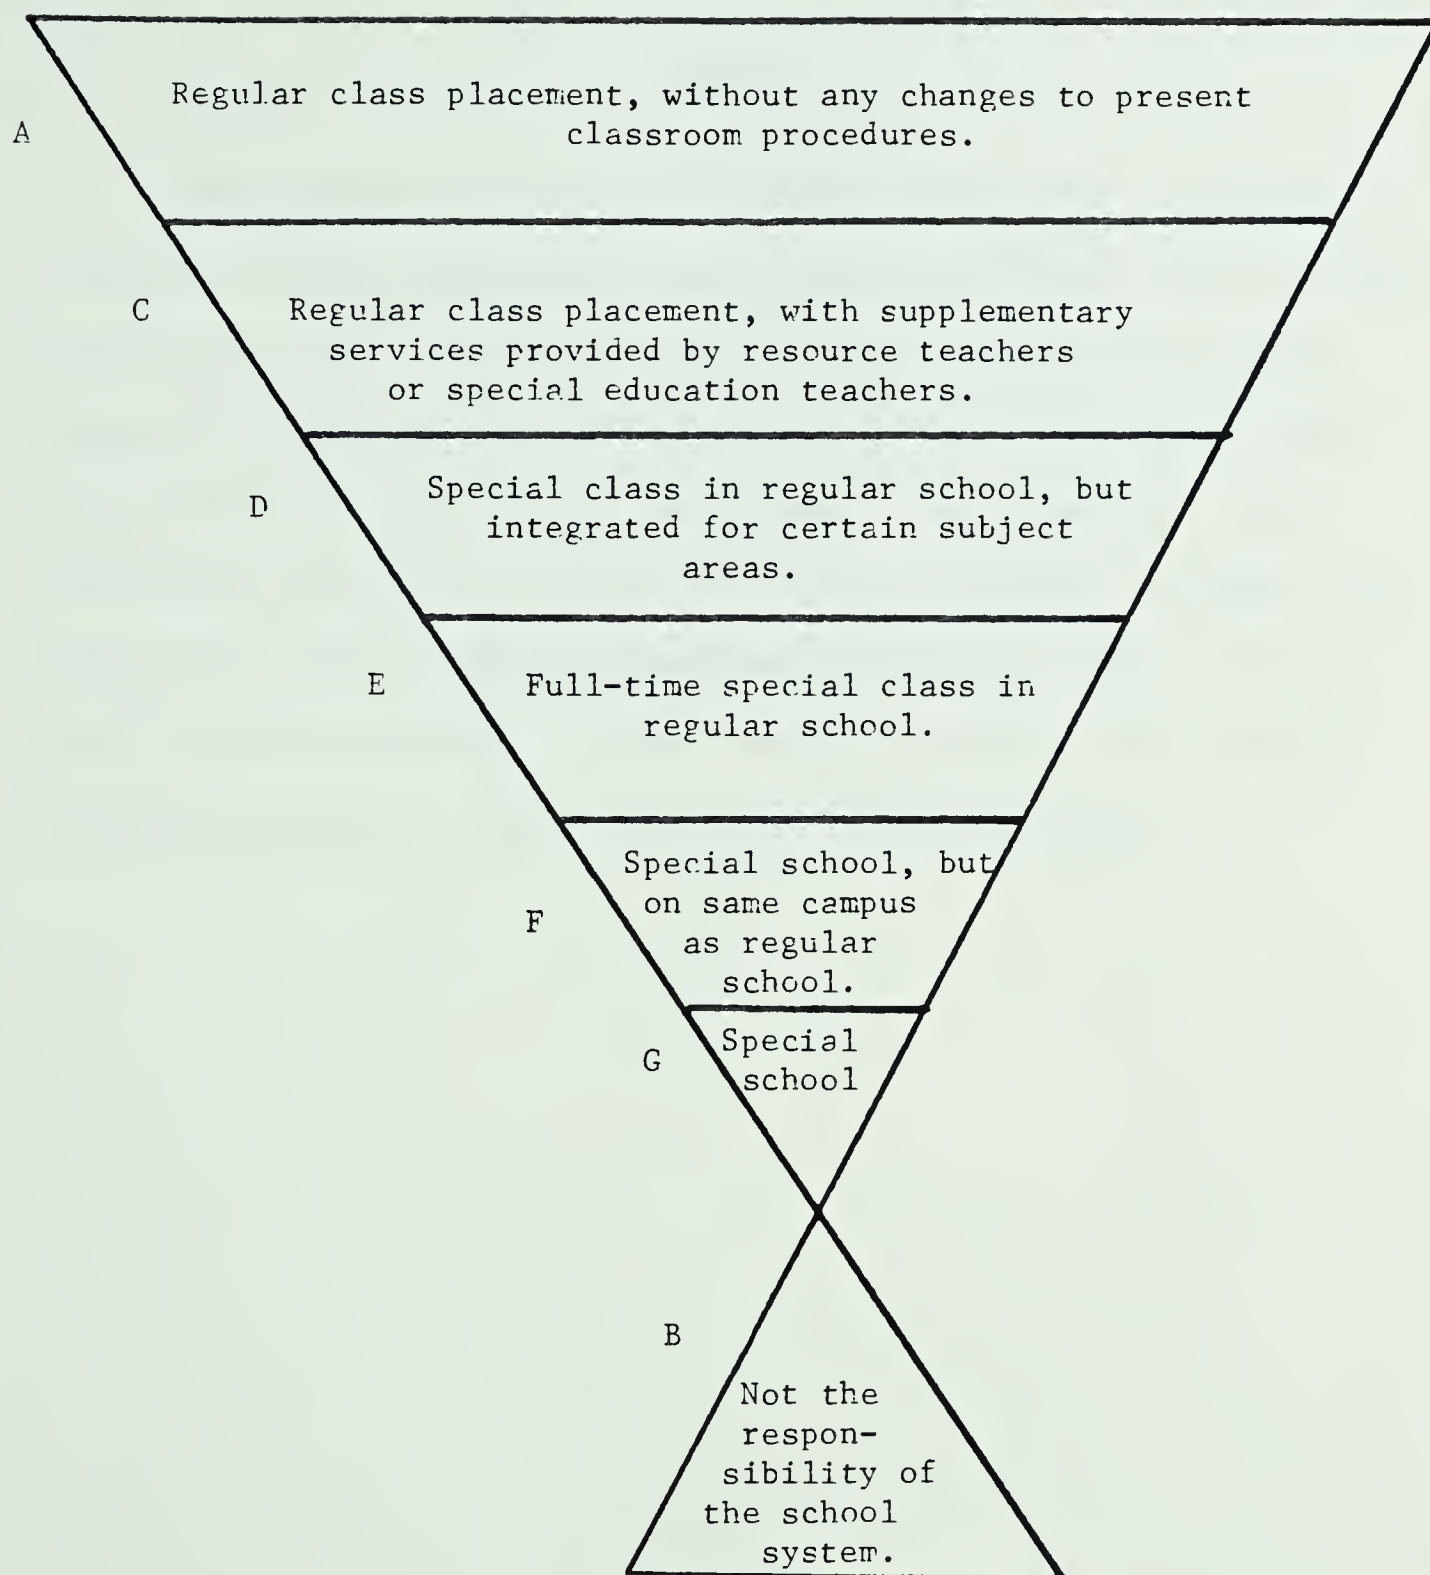 Regular class placement, without any changes to present
classroom procedures.
A
C
Regular class placement, with supplementary
services provided by resource teachers
or special education teachers.
D
Special class in regular school, but
integrated for certain subject
areas.
E
Full-time special class in
regular school.
F
Special school, but
on same campus
as regular
school.
G
Special
school
B
Not the
respon-
sibility of
the school
system.